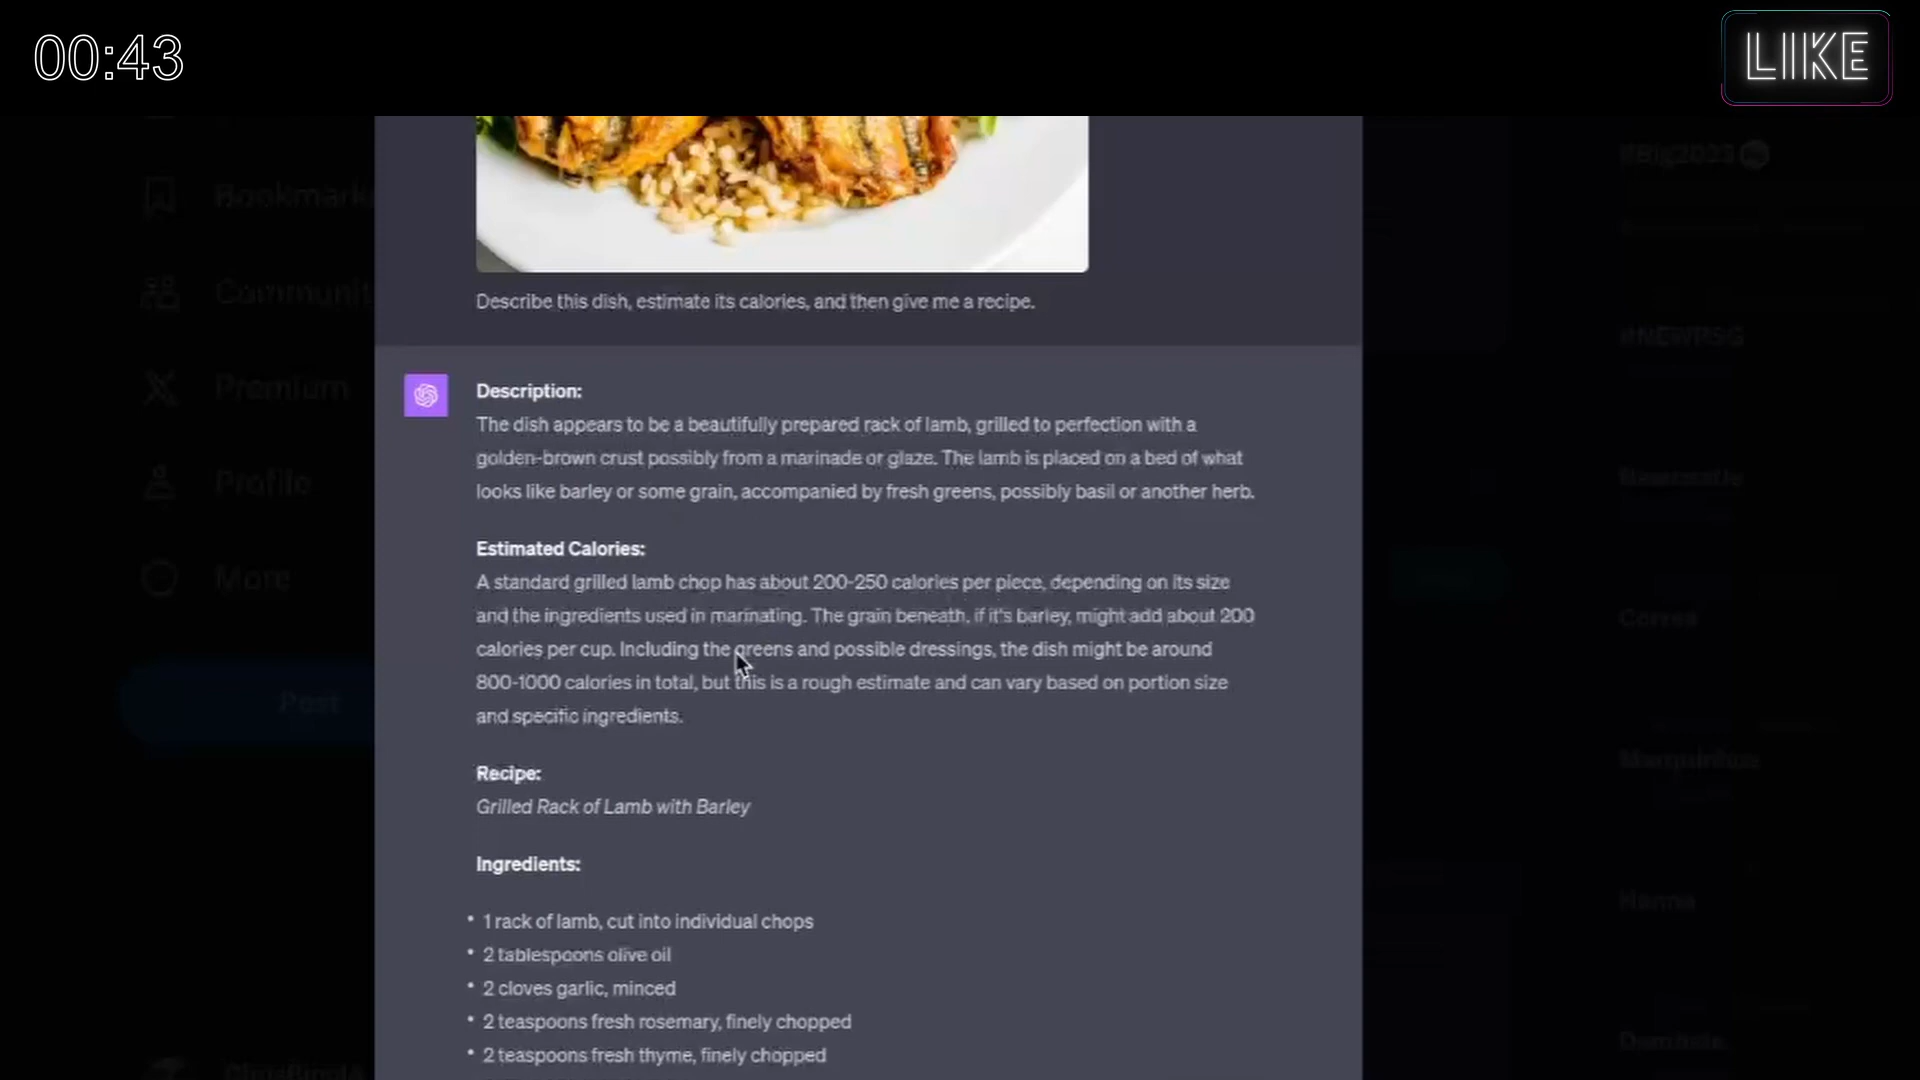 00:43
LIKE
#Big2023
Bookmarks
#NEWPSG
Premium
Profile
More
Post
Describe this dish, estimate its calories, and then give me a recipe.
Description:
The dish appears to be a beautifully prepared rack of lamb, grilled to perfection with a
golden-brown crust possibly from a marinade or glaze. The lamb is placed on a bed of what
looks like barley or some grain, accompanied by fresh greens, possibly basil or another herb.
Estimated Calories:
A standard grilled lamb chop has about 200-250 calories per piece, depending on its size
and the ingredients used in marinating. The grain beneath, if it's barley, might add about 200
calories per cup. Including the greens and possible dressings, the dish might be around
800-1000 calories in total, but this is a rough estimate and can vary based on portion size
and specific ingredients.
Recipe:
Grilled Rack of Lamb with Barley
Ingredients:
• 1 rack of lamb, cut into individual chops
• 2 tablespoons olive oil
• 2 cloves garlic, minced
• 2 teaspoons fresh rosemary, finely chopped
• 2 teaspoons fresh thyme, finely chopped